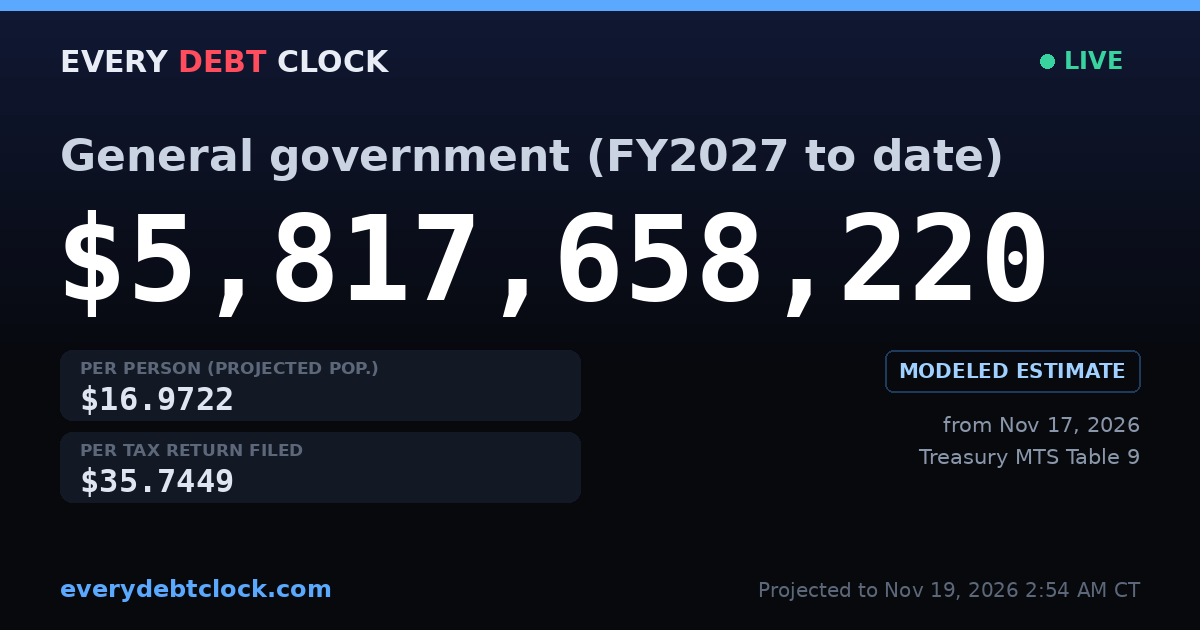 EVERY DEBT CLOCK
LIVE
General government (FY2027 to date)
$5,817,658,220
PER PERSON (PROJECTED POP.)
$16.9722
PER TAX RETURN FILED
$35.7449
MODELED ESTIMATE
from Nov 17, 2026
Treasury MTS Table 9
everydebtclock.com
Projected to Nov 19, 2026 2:54 AM CT